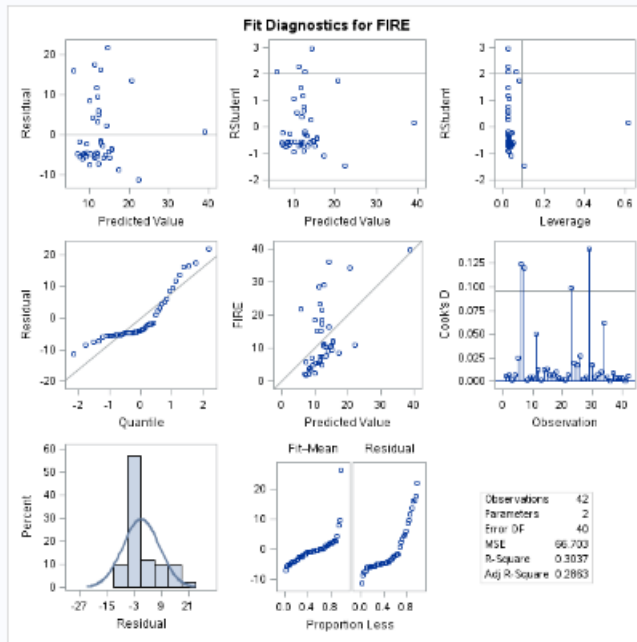 Fit Diagnostics for FIRE
Residual
20
10
0
-10
10 20 30 40
Predicted Value
RStudent
3
2
1
0
-1
-2
10 20 30 40
Predicted Value
RStudent
3
2
1
0
-1
-2
0.0 0.2 0.4 0.6
Leverage
Residual
20
10
0
-10
-20
-2 -1 0 1 2
Quantile
FIRE
40
30
20
10
0
0 10 20 30 40
Predicted Value
Cook's D
0.125
0.100
0.075
0.050
0.025
0.000
0 10 20 30 40
Observation
Percent
60
50
40
30
20
10
0
-27 -15 -3 9 21
Residual
Fit–Mean Residual
20
10
0
-10
0.0 0.4 0.8 0.0 0.4 0.8
Proportion Less
Observations 42
Parameters 2
Error DF 40
MSE 66.703
R-Square 0.3037
Adj R-Square 0.2863